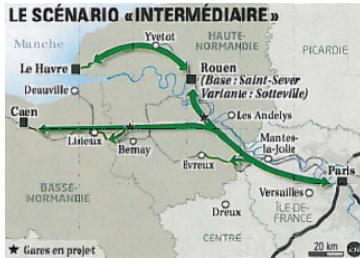 LE SCÉNARIO «INTERMÉDIAIRE»
Manche
Yvetot
HAUTE-
NORMANDIE
PICARDIE
Le Havre
Rouen
(Base : Saint-Sever
Variante : Sotteville)
Deauville
Caen
Les Andelys
Lisieux
Bernay
Mantes-
la-Jolie
Evreux
Paris
BASSE-
NORMANDIE
Versailles
Dreux
ÎLE-DE-
FRANCE
CENTRE
★ Gares en projet
20 km